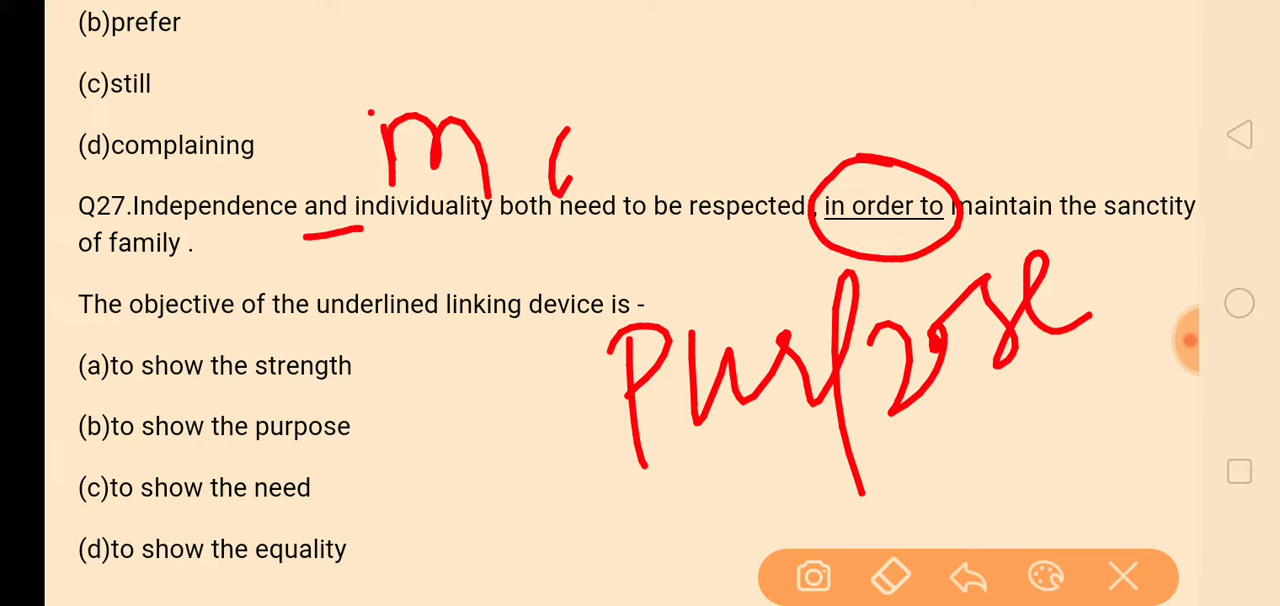 (b)prefer
(c)still
(d)complaining
Q27.Independence and individuality both need to be respected , in order to maintain the sanctity
of family .
The objective of the underlined linking device is -
purpose
(a)to show the strength
(b)to show the purpose
(c)to show the need
(d)to show the equality